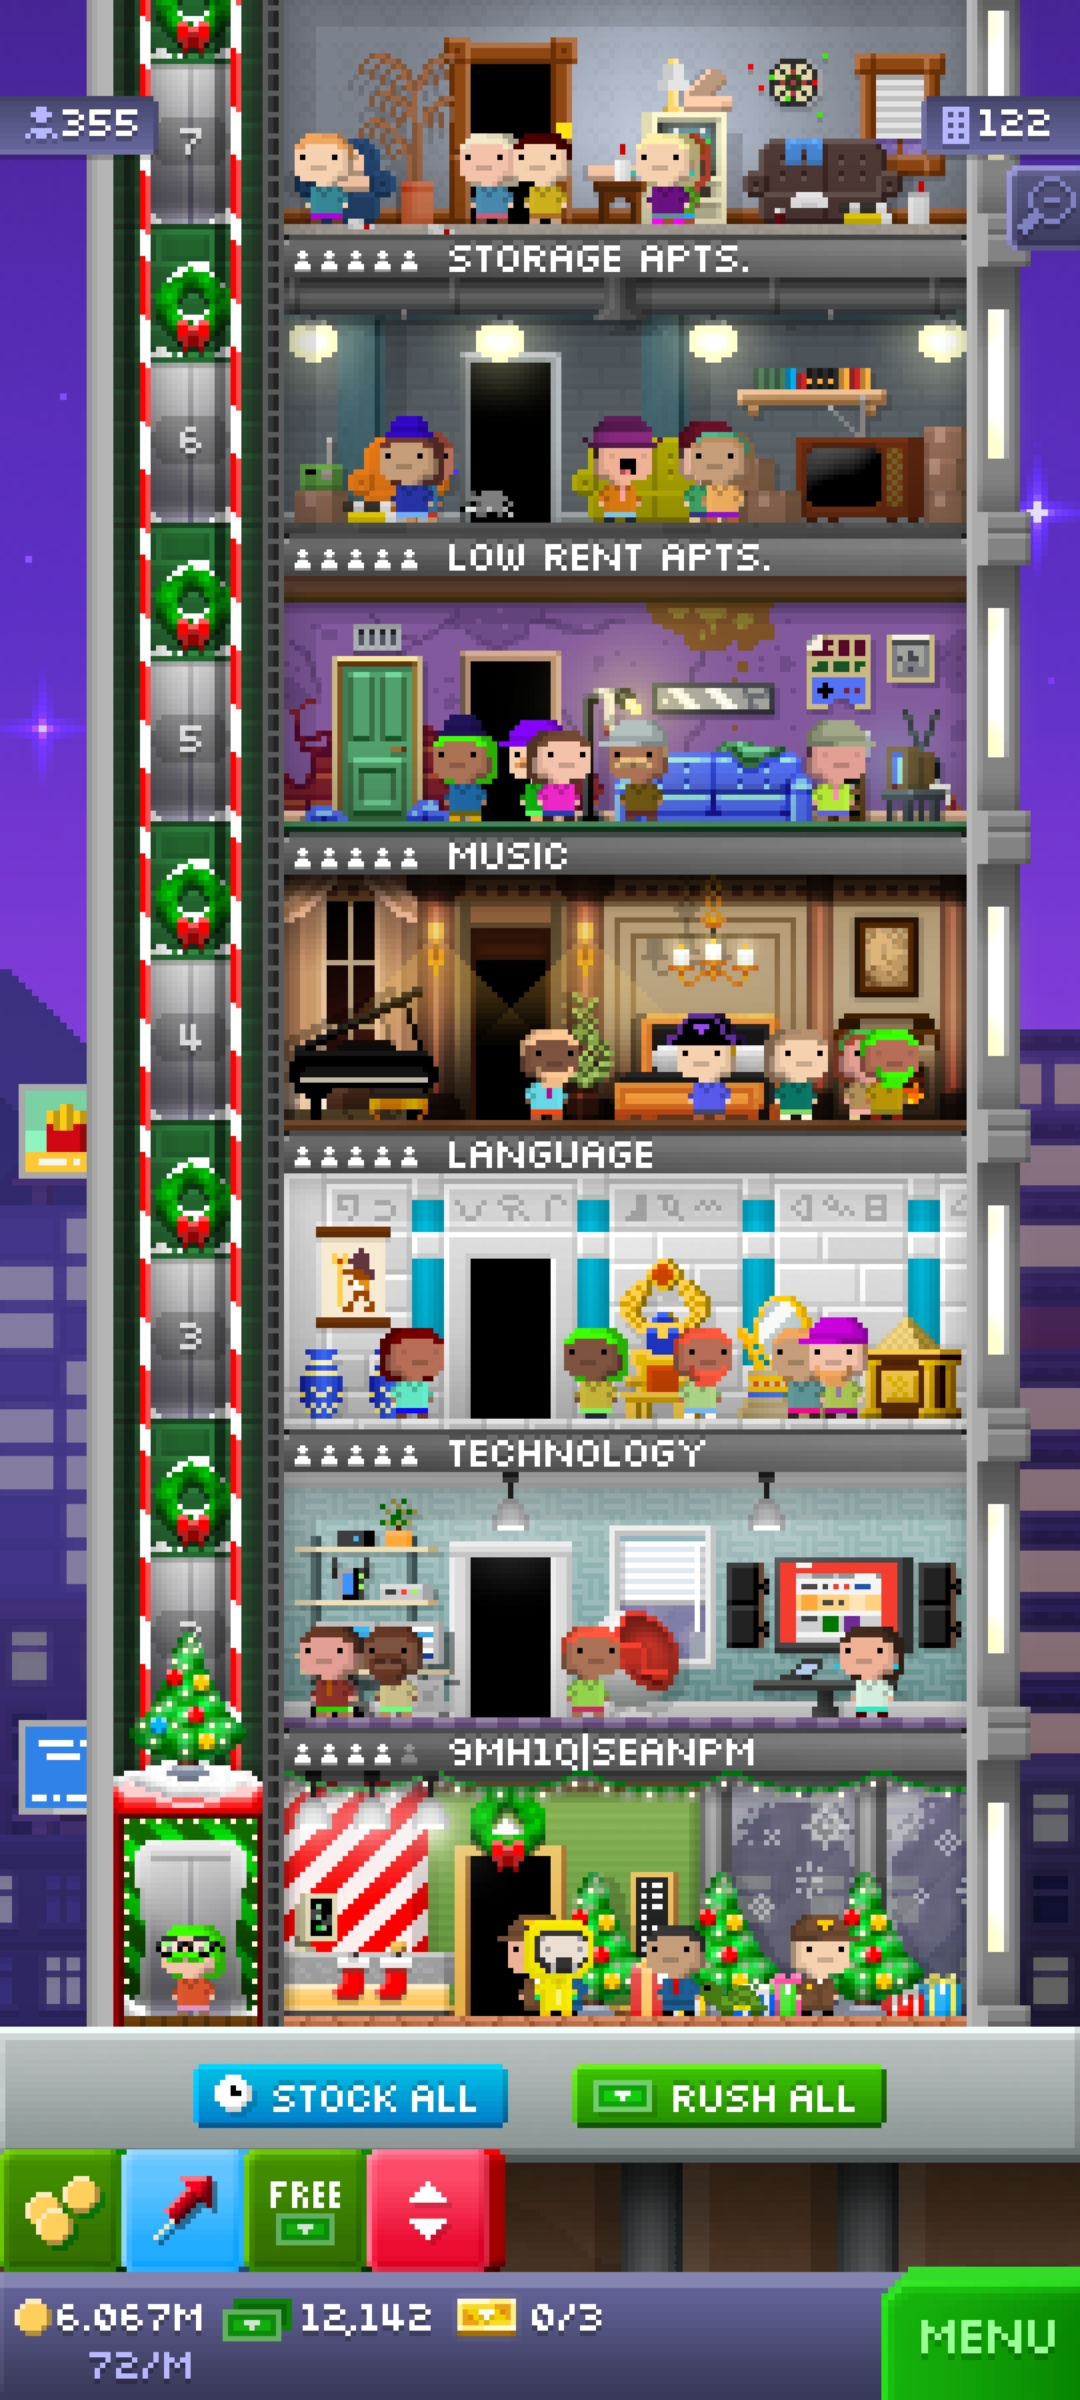 355
122
7
STORAGE APTS.
6
LOW RENT APTS.
5
MUSIC
4
LANGUAGE
3
TECHNOLOGY
9MH1Q|SEANPM
STOCK ALL
RUSH ALL
FREE
6.067M
12,142
0/3
72/M
MENU